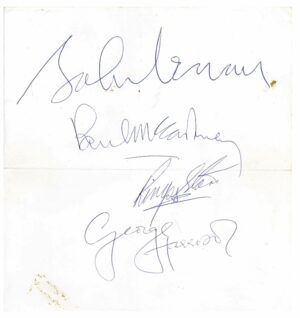 John Lennon
Paul McCartney
Ringo Starr
George Harrison